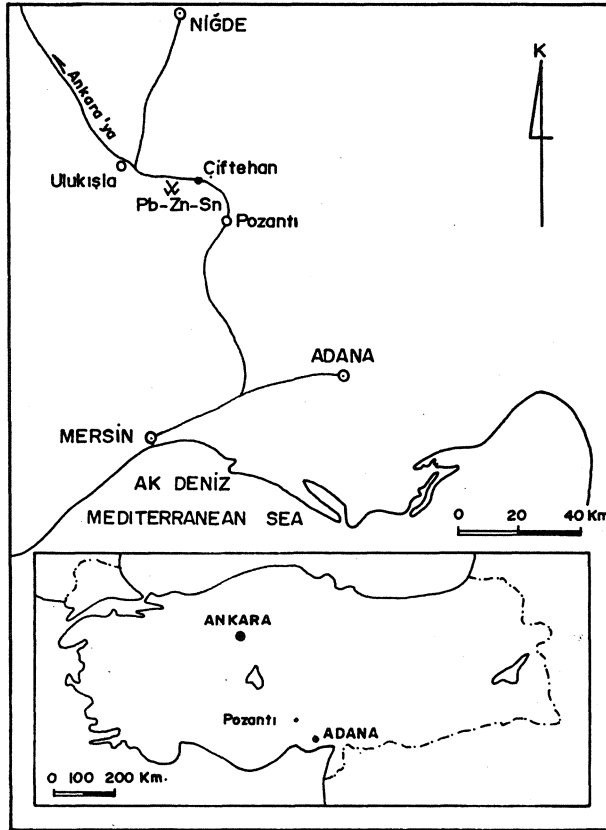 NİĞDE
K
Ankara'ya
Ulukışla
Çiftehan
Pb-Zn-Sn
Pozantı
ADANA
MERSİN
AK DENİZ
MEDITERRANEAN SEA
0 20 40 Km.
ANKARA
Pozantı
ADANA
0 100 200 Km.